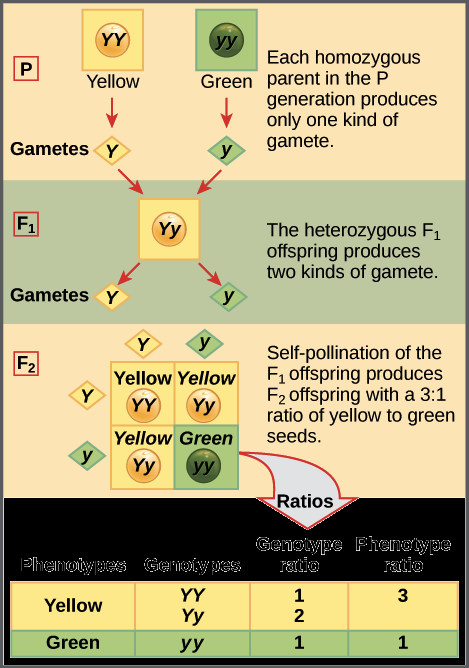 P
YY
yy
Yellow
Green
Each homozygous
parent in the P
generation produces
only one kind of
gamete.
Gametes
Y
y
F1
Yy
The heterozygous F1
offspring produces
two kinds of gamete.
Gametes
Y
y
F2
Y
y
Self-pollination of the
F1 offspring produces
F2 offspring with a 3:1
ratio of yellow to green
seeds.
Y
Yellow
Yellow
YY
Yy
y
Yellow
Green
Yy
yy
Ratios
Phenotypes
Genotypes
Genotype
ratio
Phenotype
ratio
Yellow
YY
1
3
Yy
2
Green
yy
1
1